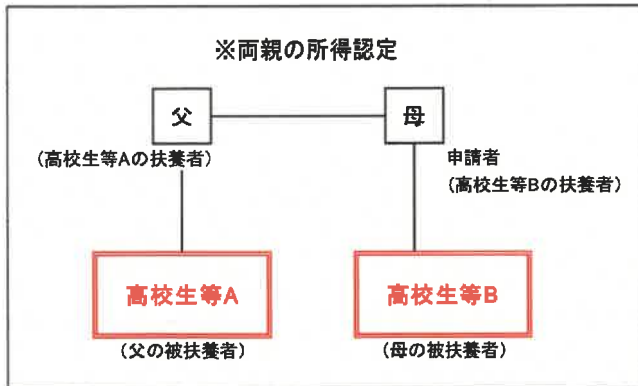 ※両親の所得認定
父
母
(高校生等Aの扶養者)
申請者
(高校生等Bの扶養者)
高校生等A
高校生等B
(父の被扶養者)
(母の被扶養者)